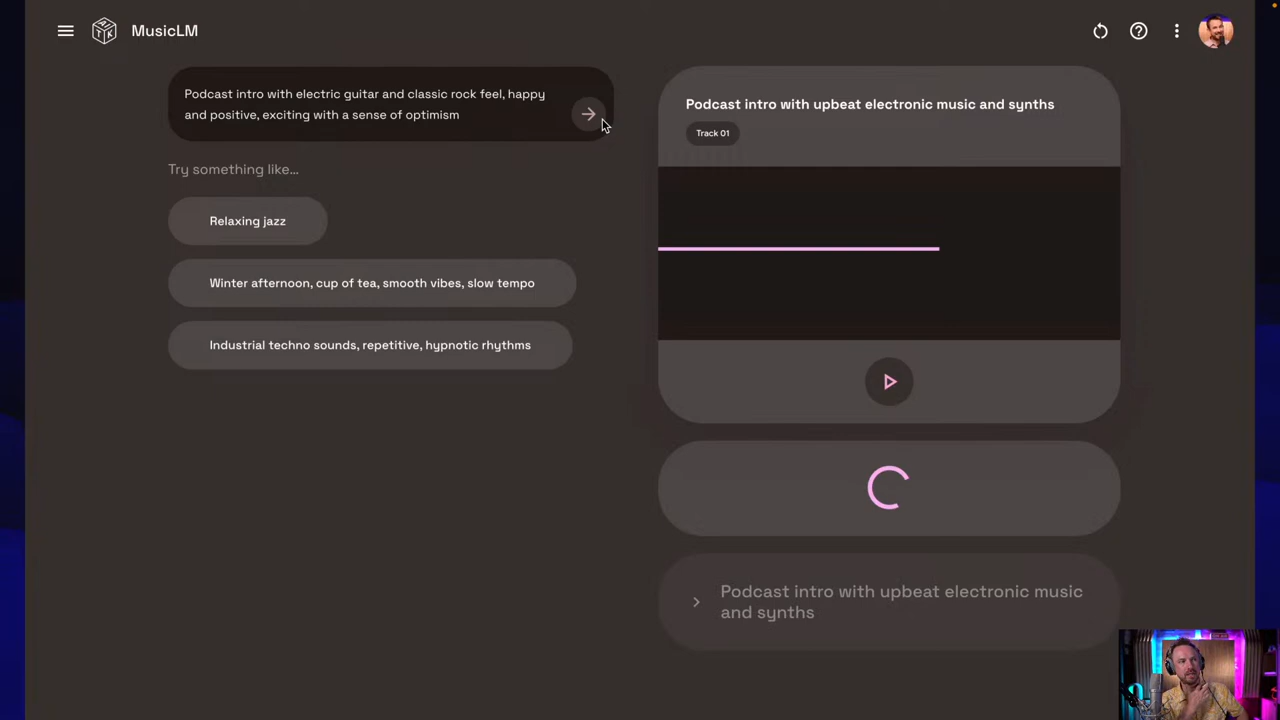 MusicLM
Podcast intro with electric guitar and classic rock feel, happy
and positive, exciting with a sense of optimism
Try something like...
Relaxing jazz
Winter afternoon, cup of tea, smooth vibes, slow tempo
Industrial techno sounds, repetitive, hypnotic rhythms
Podcast intro with upbeat electronic music and synths
Track 01
Podcast intro with upbeat electronic music
and synths